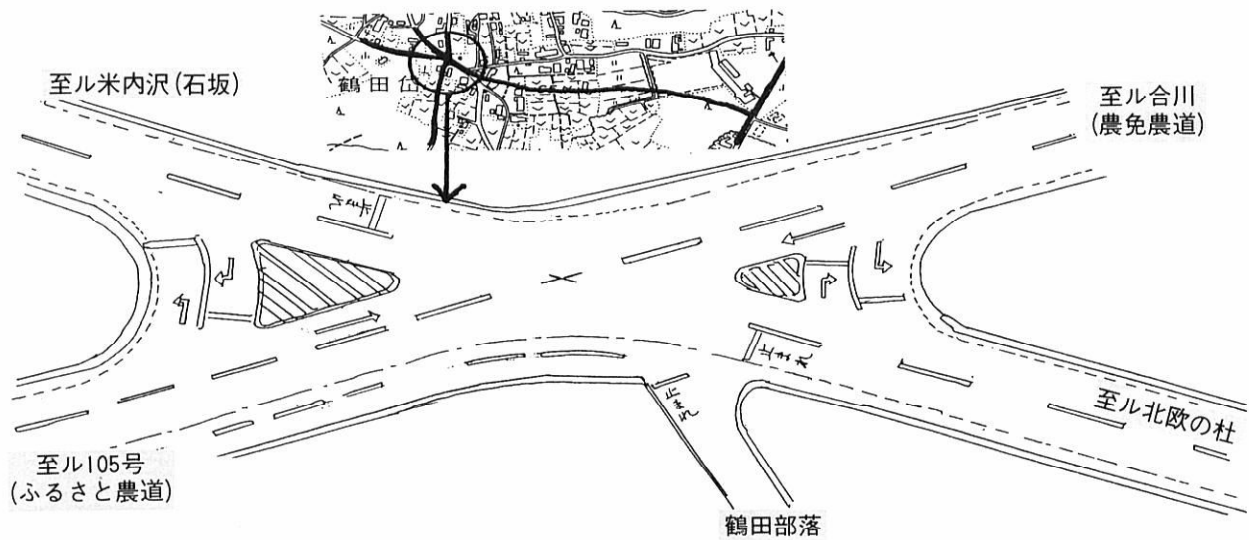 鶴田
至ル米内沢(石坂)
至ル合川
(農免農道)
止まれ
止まれ
止まれ
至ル北欧の杜
至ル105号
(ふるさと農道)
鶴田部落